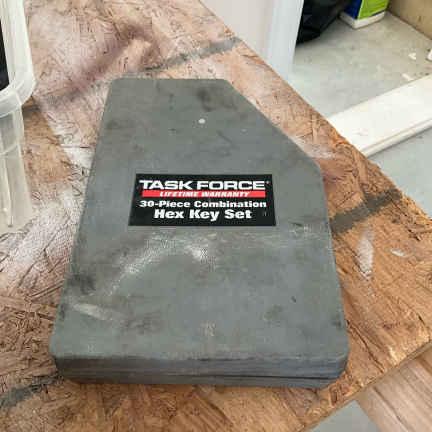 TASK FORCE
LIFETIME WARRANTY
30-Piece Combination
Hex Key Set